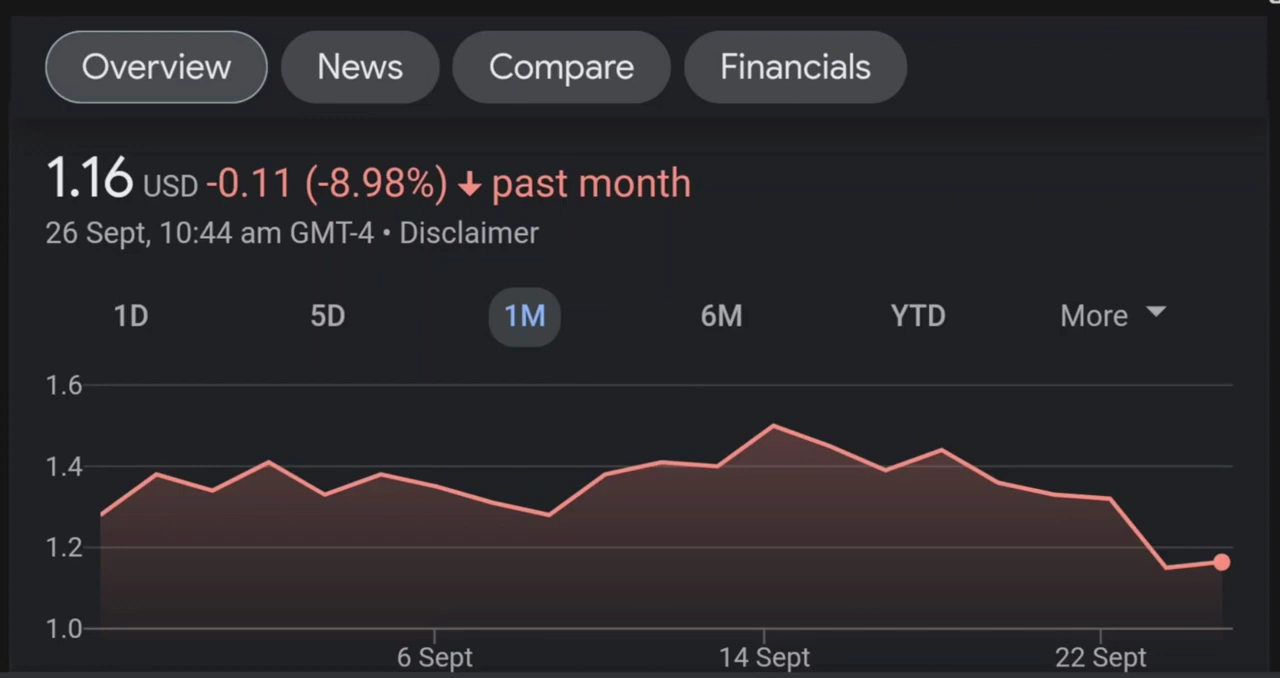 Overview News Compare Financials
1.16 USD -0.11 (-8.98%) ↓ past month
26 Sept, 10:44 am GMT-4 • Disclaimer
1D 5D 1M 6M YTD More
1.6
1.4
1.2
1.0
6 Sept 14 Sept 22 Sept